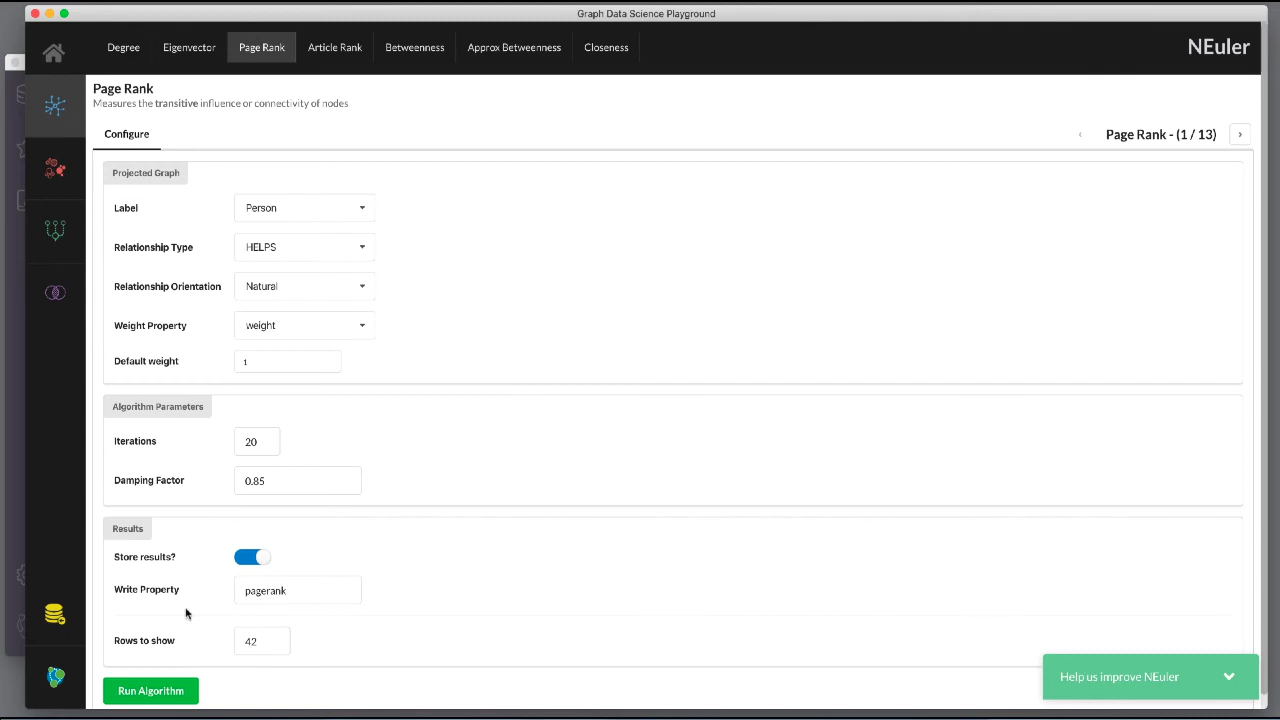 Graph Data Science Playground
Degree Eigenvector Page Rank Article Rank Betweenness Approx Betweenness Closeness NEuler
Page Rank
Measures the transitive influence or connectivity of nodes
Configure
Page Rank - (1 / 13)
Projected Graph
Label Person
Relationship Type HELPS
Relationship Orientation Natural
Weight Property weight
Default weight 1
Algorithm Parameters
Iterations 20
Damping Factor 0.85
Results
Store results?
Write Property pagerank
Rows to show 42
Help us improve NEuler
Run Algorithm